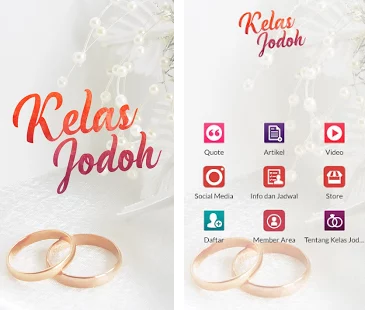 Kelas
Jodoh
Kelas
Jodoh
Quote
Artikel
Video
Social Media
Info dan Jadwal
Store
Daftar
Member Area
Tentang Kelas Jod...